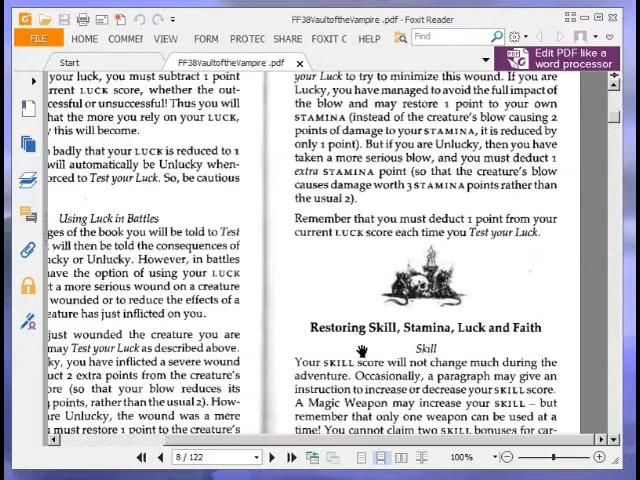 FF38VaultoftheVampire .pdf - Foxit Reader
FILE HOME COMMEI VIEW FORM PROTEC SHARE FOXIT C HELP Find
Start FF38VaultoftheVampire .pdf
Edit PDF like a
word processor
your luck, you must subtract 1 point
rrent LUCK score, whether the out-
cessful or unsuccessful! Thus you will
that the more you rely on your LUCK,
y this will become.
badly that your LUCK is reduced to 1
will automatically be Unlucky when-
orced to Test your Luck. So, be cautious
Using Luck in Battles
ges of the book you will be told to Test
will then be told the consequences of
cky or Unlucky. However, in battles
ave the option of using your LUCK
ct a more serious wound on a creature
wounded or to reduce the effects of a
eature has just inflicted on you.
just wounded the creature you are
may Test your Luck as described above.
ky, you have inflicted a severe wound
uct 2 extra points from the creature's
re (so that your blow reduces its
points, rather than the usual 2). How-
are Unlucky, the wound was a mere
must restore 1 point to the creature's
your Luck to try to minimize this wound. If you are
Lucky, you have managed to avoid the full impact of
the blow and may restore 1 point to your own
STAMINA (instead of the creature's blow causing 2
points of damage to your STAMINA, it is reduced by
only 1 point). But if you are Unlucky, then you have
taken a more serious blow, and you must deduct 1
extra STAMINA point (so that the creature's blow
causes damage worth 3 STAMINA points rather than
the usual 2).
Remember that you must deduct 1 point from your
current LUCK score each time you Test your Luck.
Restoring Skill, Stamina, Luck and Faith
Skill
Your SKILL score will not change much during the
adventure. Occasionally, a paragraph may give an
instruction to increase or decrease your SKILL score.
A Magic Weapon may increase your SKILL – but
remember that only one weapon can be used at a
time! You cannot claim two SKILL bonuses for car-
8 / 122
100%